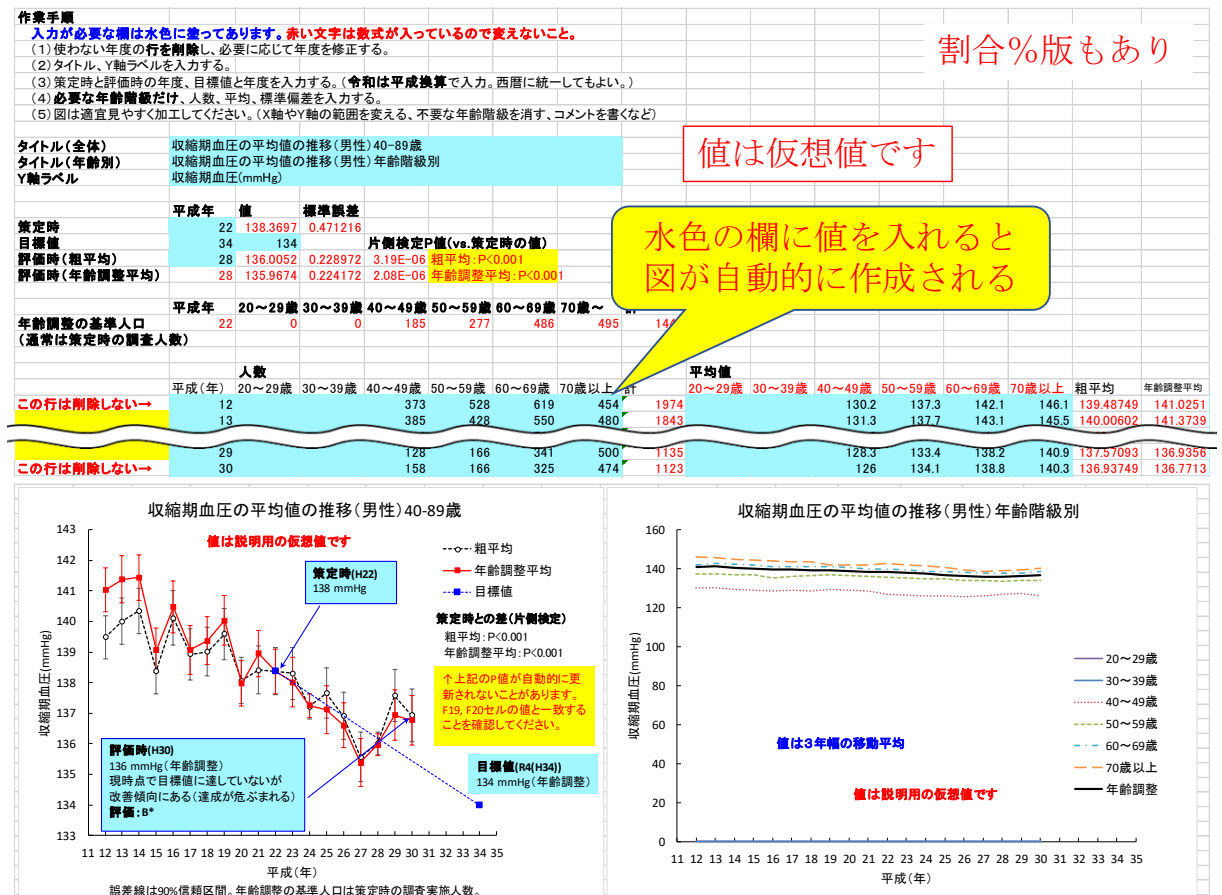 作業手順
入力が必要な欄は水色に塗ってあります。赤い文字は数式が入っているので変えないこと。
(1)使わない年度の行を削除し、必要に応じて年度を修正する。
(2)タイトル、Y軸ラベルを入力する。
(3)策定時と評価時の年度、目標値と年度を入力する。(令和は平成換算で入力。西暦に統一してもよい。)
(4)必要な年齢階級だけ、人数、平均、標準偏差を入力する。
(5)図は適宜見やすく加工してください。(X軸やY軸の範囲を変える、不要な年齢階級を消す、コメントを書くなど)
割合%版もあり
タイトル(全体) 収縮期血圧の平均値の推移(男性)40-89歳
タイトル(年齢別) 収縮期血圧の平均値の推移(男性)年齢階級別
Y軸ラベル 収縮期血圧(mmHg)
値は仮想値です
平成年 値 標準誤差
策定時 22 138.3697 0.471216
目標値 34 134 片側検定P値(vs.策定時の値)
評価時(粗平均) 28 136.0052 0.228972 3.19E-06 粗平均:P<0.001
評価時(年齢調整平均) 28 135.9674 0.224172 2.08E-06 年齢調整平均:P<0.001
水色の欄に値を入れると
図が自動的に作成される
平成年 20~29歳 30~39歳 40~49歳 50~59歳 60~69歳 70歳~
年齢調整の基準人口 22 0 0 185 277 486 495
(通常は策定時の調査人数)
人数 平均値
平成(年) 20~29歳 30~39歳 40~49歳 50~59歳 60~69歳 70歳以上 計 20~29歳 30~39歳 40~49歳 50~59歳 60~69歳 70歳以上 粗平均 年齢調整平均
この行は削除しない→ 12 373 528 619 454 1974 130.2 137.3 142.1 146.1 139.48749 141.0251
13 385 428 550 480 1843 131.3 137.7 143.1 145.5 140.00602 141.3739
29 128 166 341 500 1135 128.3 133.4 138.2 140.9 137.57093 136.9356
この行は削除しない→ 30 158 166 325 474 1123 126 134.1 138.8 140.3 136.93749 136.7713
収縮期血圧の平均値の推移(男性)40-89歳
値は説明用の仮想値です
143
142
141
140
139
138
137
136
135
134
133
収縮期血圧(mmHg)
策定時(H22)
138 mmHg
粗平均
年齢調整平均
目標値
策定時との差(片側検定)
粗平均:P<0.001
年齢調整平均:P<0.001
↑上記のP値が自動的に更
新されないことがあります。
F19, F20セルの値と一致する
ことを確認してください。
評価時(H30)
136 mmHg(年齢調整)
現時点で目標値に達していないが
改善傾向にある(達成が危ぶまれる)
評価:B*
目標値(R4(H34))
134 mmHg(年齢調整)
11 12 13 14 15 16 17 18 19 20 21 22 23 24 25 26 27 28 29 30 31 32 33 34 35
平成(年)
誤差線は90%信頼区間。年齢調整の基準人口は策定時の調査実施人数。
収縮期血圧の平均値の推移(男性)年齢階級別
160
140
120
100
80
60
40
20
0
収縮期血圧(mmHg)
値は3年幅の移動平均
値は説明用の仮想値です
20~29歳
30~39歳
40~49歳
50~59歳
60~69歳
70歳以上
年齢調整
11 12 13 14 15 16 17 18 19 20 21 22 23 24 25 26 27 28 29 30 31 32 33 34 35
平成(年)